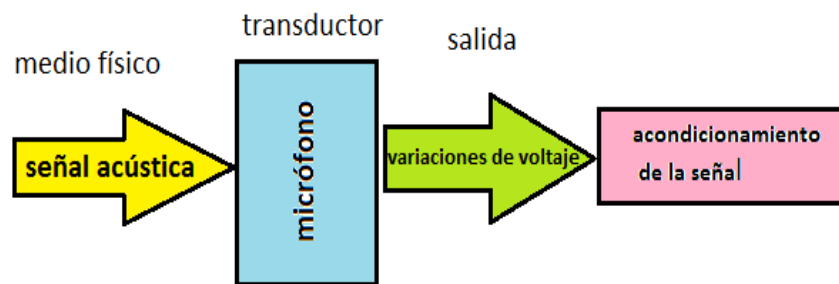 medio físico
transductor
salida
señal acústica
micrófono
variaciones de voltaje
acondicionamiento
de la señal